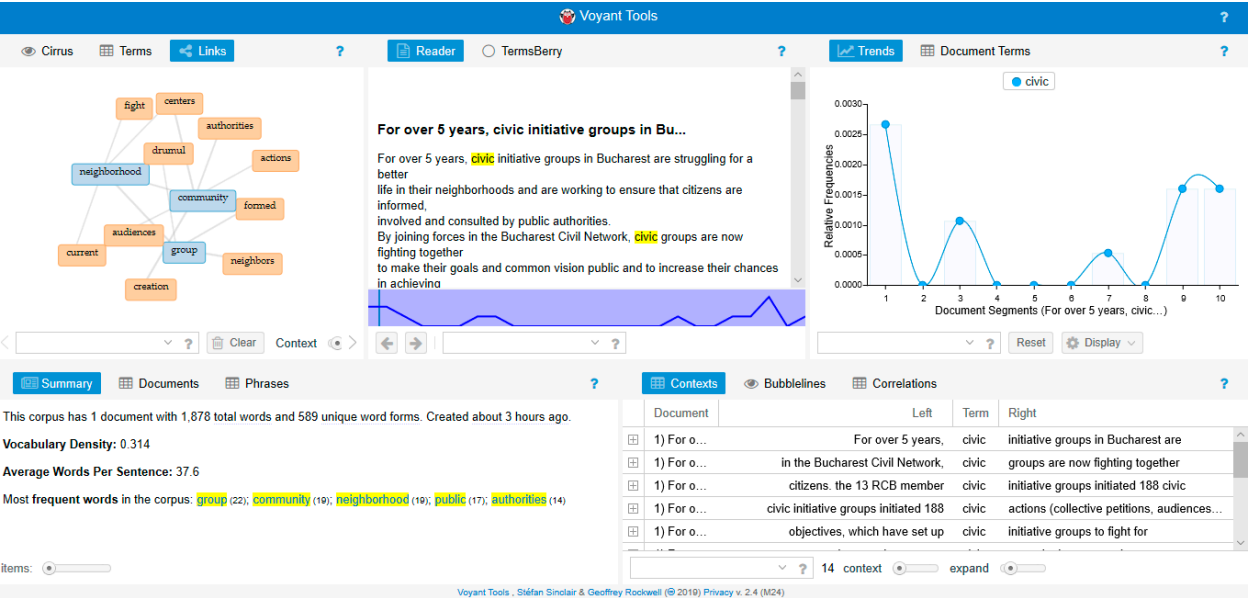 Voyant Tools
?
Cirrus Terms Links ?
Reader TermsBerry ?
Trends Document Terms ?
fight
centers
authorities
drumul
actions
neighborhood
community
formed
audiences
group
current
neighbors
creation
? Clear Context
For over 5 years, civic initiative groups in Bu...
For over 5 years, civic initiative groups in Bucharest are struggling for a
better
life in their neighborhoods and are working to ensure that citizens are
informed,
involved and consulted by public authorities.
By joining forces in the Bucharest Civil Network, civic groups are now
fighting together
to make their goals and common vision public and to increase their chances
in achieving
?
civic
Relative Frequencies
0.0030
0.0025
0.0020
0.0015
0.0010
0.0005
0.0000
1 2 3 4 5 6 7 8 9 10
Document Segments (For over 5 years, civic...)
? Reset Display
Summary Documents Phrases ?
This corpus has 1 document with 1,878 total words and 589 unique word forms. Created about 3 hours ago.
Vocabulary Density: 0.314
Average Words Per Sentence: 37.6
Most frequent words in the corpus: group (22); community (19); neighborhood (19); public (17); authorities (14)
items:
Contexts Bubblelines Correlations ?
Document Left Term Right
1) For o... For over 5 years, civic initiative groups in Bucharest are
1) For o... in the Bucharest Civil Network, civic groups are now fighting together
1) For o... citizens. the 13 RCB member civic initiative groups initiated 188 civic
1) For o... civic initiative groups initiated 188 civic actions (collective petitions, audiences...
1) For o... objectives, which have set up civic initiative groups to fight for
? 14 context expand
Voyant Tools , Stéfan Sinclair & Geoffrey Rockwell (© 2019) Privacy v. 2.4 (M24)